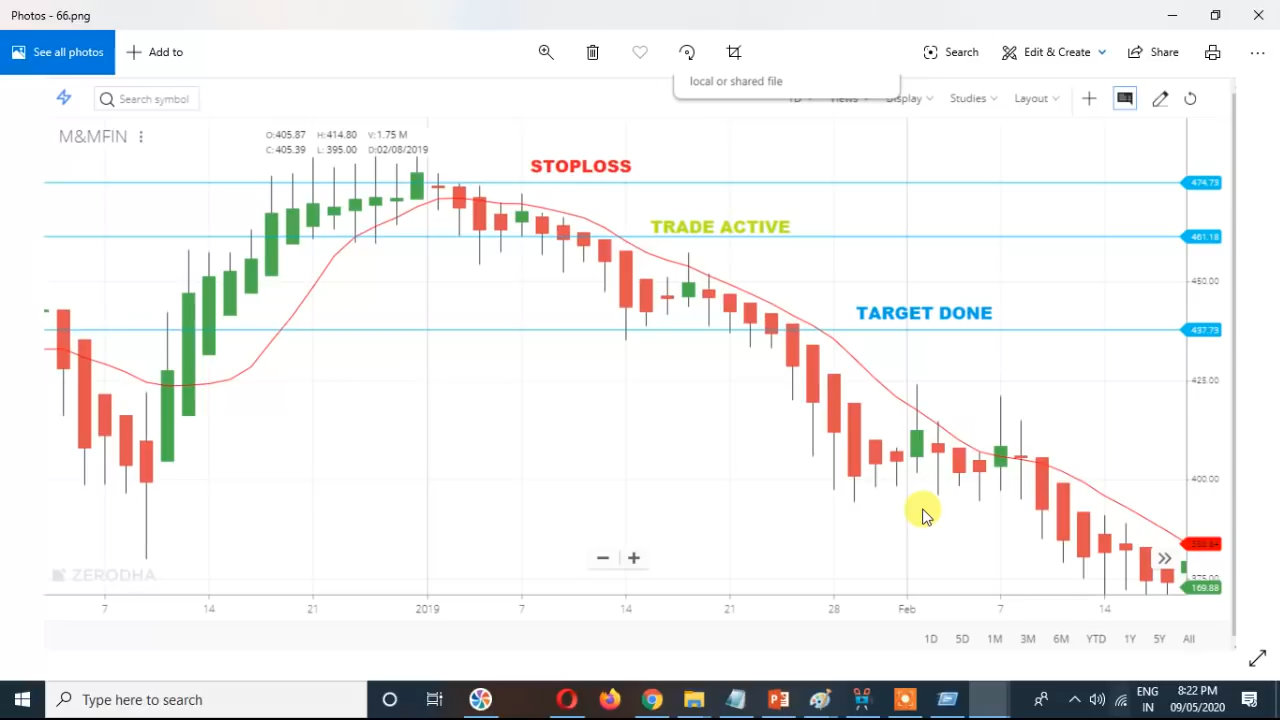 Photos - 66.png
See all photos
Add to
Search
Edit & Create
Share
local or shared file
Search symbol
Views
Display
Studies
Layout
M&MFIN
O:405.87 H:414.80 V:1.75 M
C:405.39 L: 395.00 D:02/08/2019
STOPLOSS
474.73
TRADE ACTIVE
461.18
450.00
TARGET DONE
437.73
425.00
400.00
375.00
169.88
ZERODHA
7 14 21 2019 7 14 21 28 Feb 7 14
1D 5D 1M 3M 6M YTD 1Y 5Y All
Type here to search
ENG
IN
8:22 PM
09/05/2020